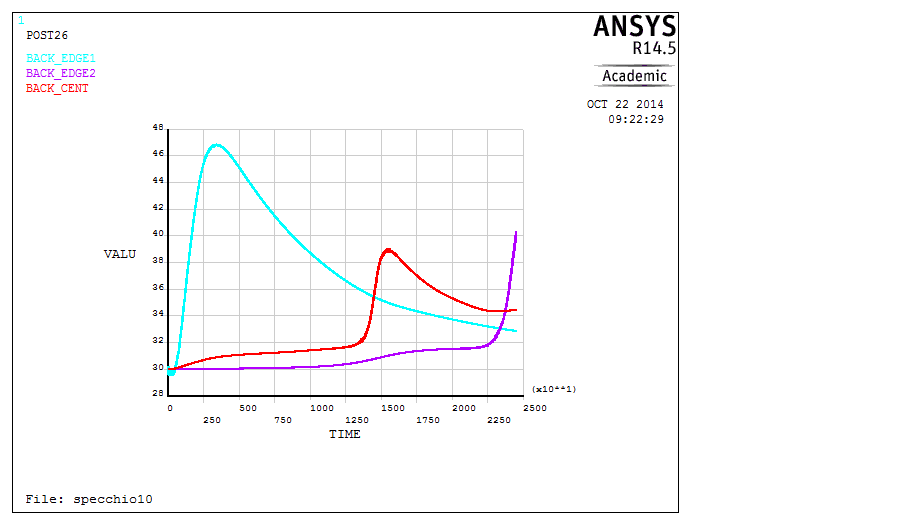 1
POST26
BACK_EDGE1
BACK_EDGE2
BACK_CENT
ANSYS
R14.5
Academic
OCT 22 2014
09:22:29
48
46
44
42
40
38
36
34
32
30
28
VALU
0
500
1000
1500
2000
2500
250
750
1250
1750
2250
(x10**1)
TIME
File: specchio10